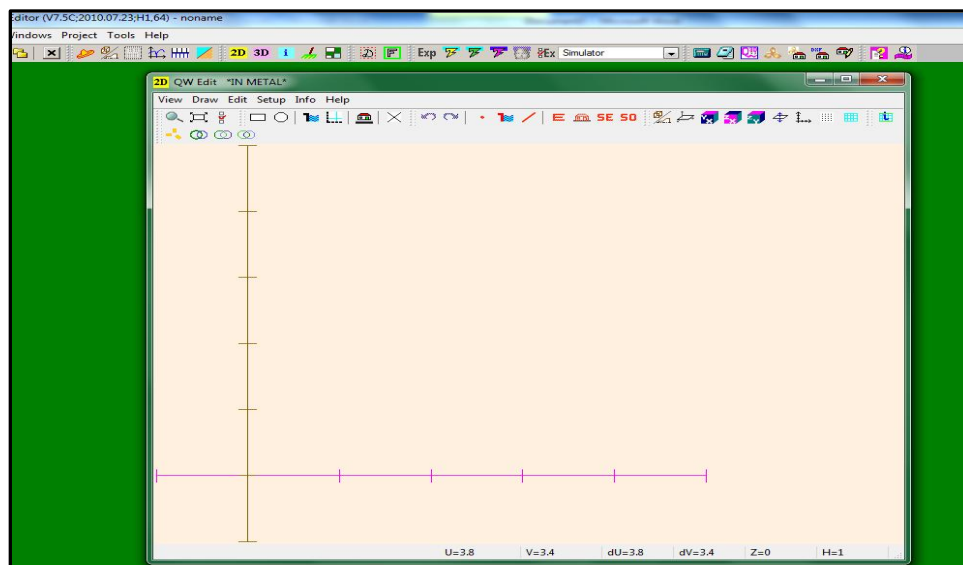 Editor (V7.5C;2010.07.23;H1,64) - noname
Windows Project Tools Help
2D 3D i Exp Ex Simulator
2D QW Edit *IN METAL*
View Draw Edit Setup Info Help
E SE SO
U=3.8 V=3.4 dU=3.8 dV=3.4 Z=0 H=1